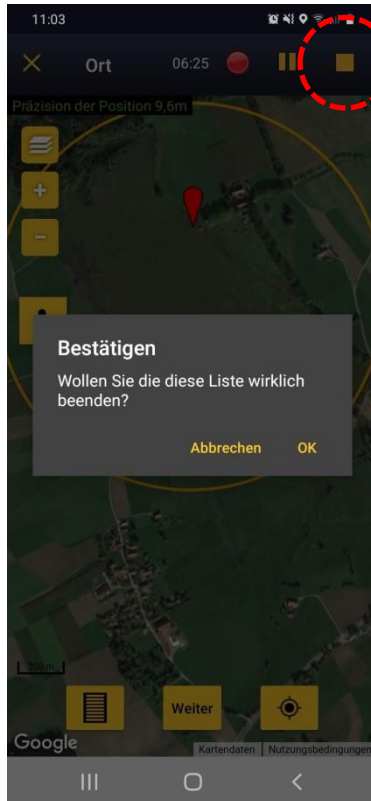 11:03
Ort
06:25
Präzision der Position 9,6m
+
-
Bestätigen
Wollen Sie die diese Liste wirklich
beenden?
Abbrechen OK
200 m
Weiter
Google
Kartendaten
Nutzungsbedingungen